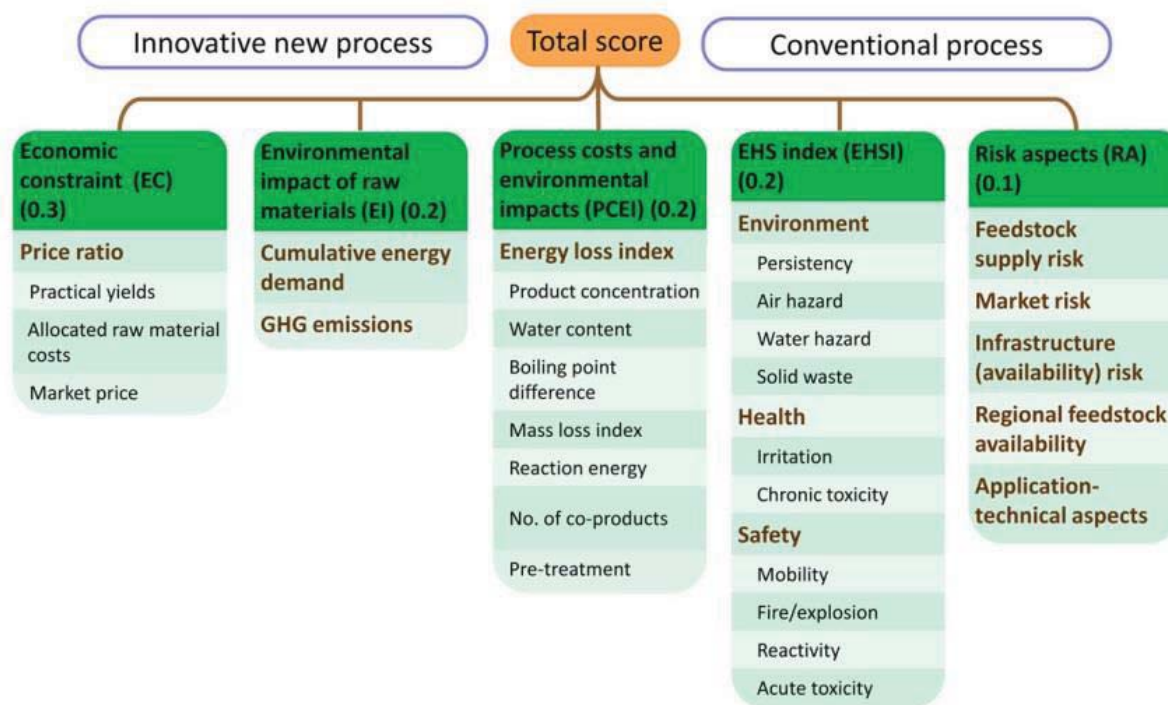 Innovative new process
Total score
Conventional process
Economic
constraint (EC)
(0.3)
Price ratio
Practical yields
Allocated raw material
costs
Market price
Environmental
impact of raw
materials (EI) (0.2)
Cumulative energy
demand
GHG emissions
Process costs and
environmental
impacts (PCEI) (0.2)
Energy loss index
Product concentration
Water content
Boiling point
difference
Mass loss index
Reaction energy
No. of co-products
Pre-treatment
EHS index (EHSI)
(0.2)
Environment
Persistency
Air hazard
Water hazard
Solid waste
Health
Irritation
Chronic toxicity
Safety
Mobility
Fire/explosion
Reactivity
Acute toxicity
Risk aspects (RA)
(0.1)
Feedstock
supply risk
Market risk
Infrastructure
(availability) risk
Regional feedstock
availability
Application-
technical aspects